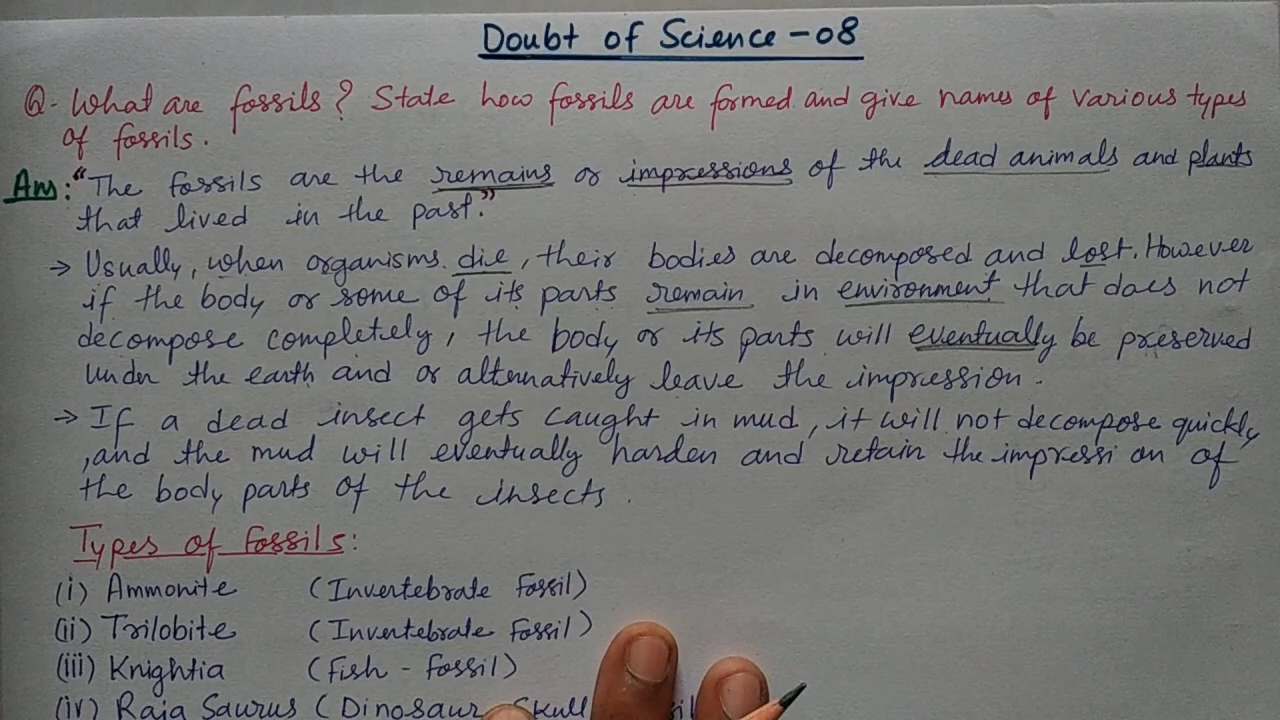 Doubt of Science-08
Q- What are fossils? State how fossils are formed and give names of various types
of fossils.
Ans: "The fossils are the remains or impressions of the dead animals and plants
that lived in the past."
→ Usually, when organisms die, their bodies are decomposed and lost. However
if the body or some of its parts remain in environment that does not
decompose completely, the body or its parts will eventually be preserved
under the earth and or alternatively leave the impression.
→ If a dead insect gets caught in mud, it will not decompose quickly
,and the mud will eventually harden and retain the impression of
the body parts of the insects.
Types of Fossils:
(i) Ammonite (Invertebrate Fossil)
(ii) Trilobite (Invertebrate Fossil)
(iii) Knightia (Fish - Fossil)
(iv) Raja Saurus (Dinosaur Skull